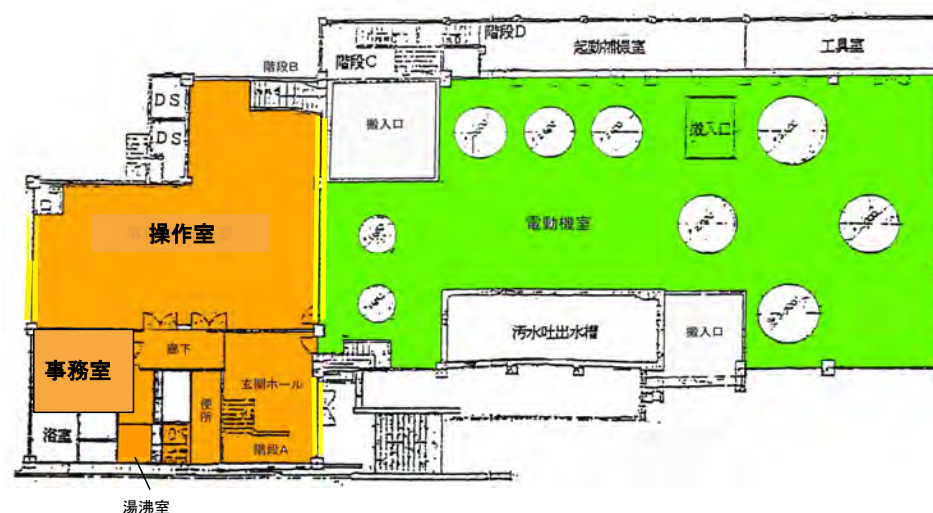 階段D
起動補機室
工具室
階段B
階段C
搬入口
搬入口
DS
DS
操作室
電動機室
汚水吐出水槽
搬入口
廊下
事務室
玄関ホール
便所
浴室
階段A
湯沸室